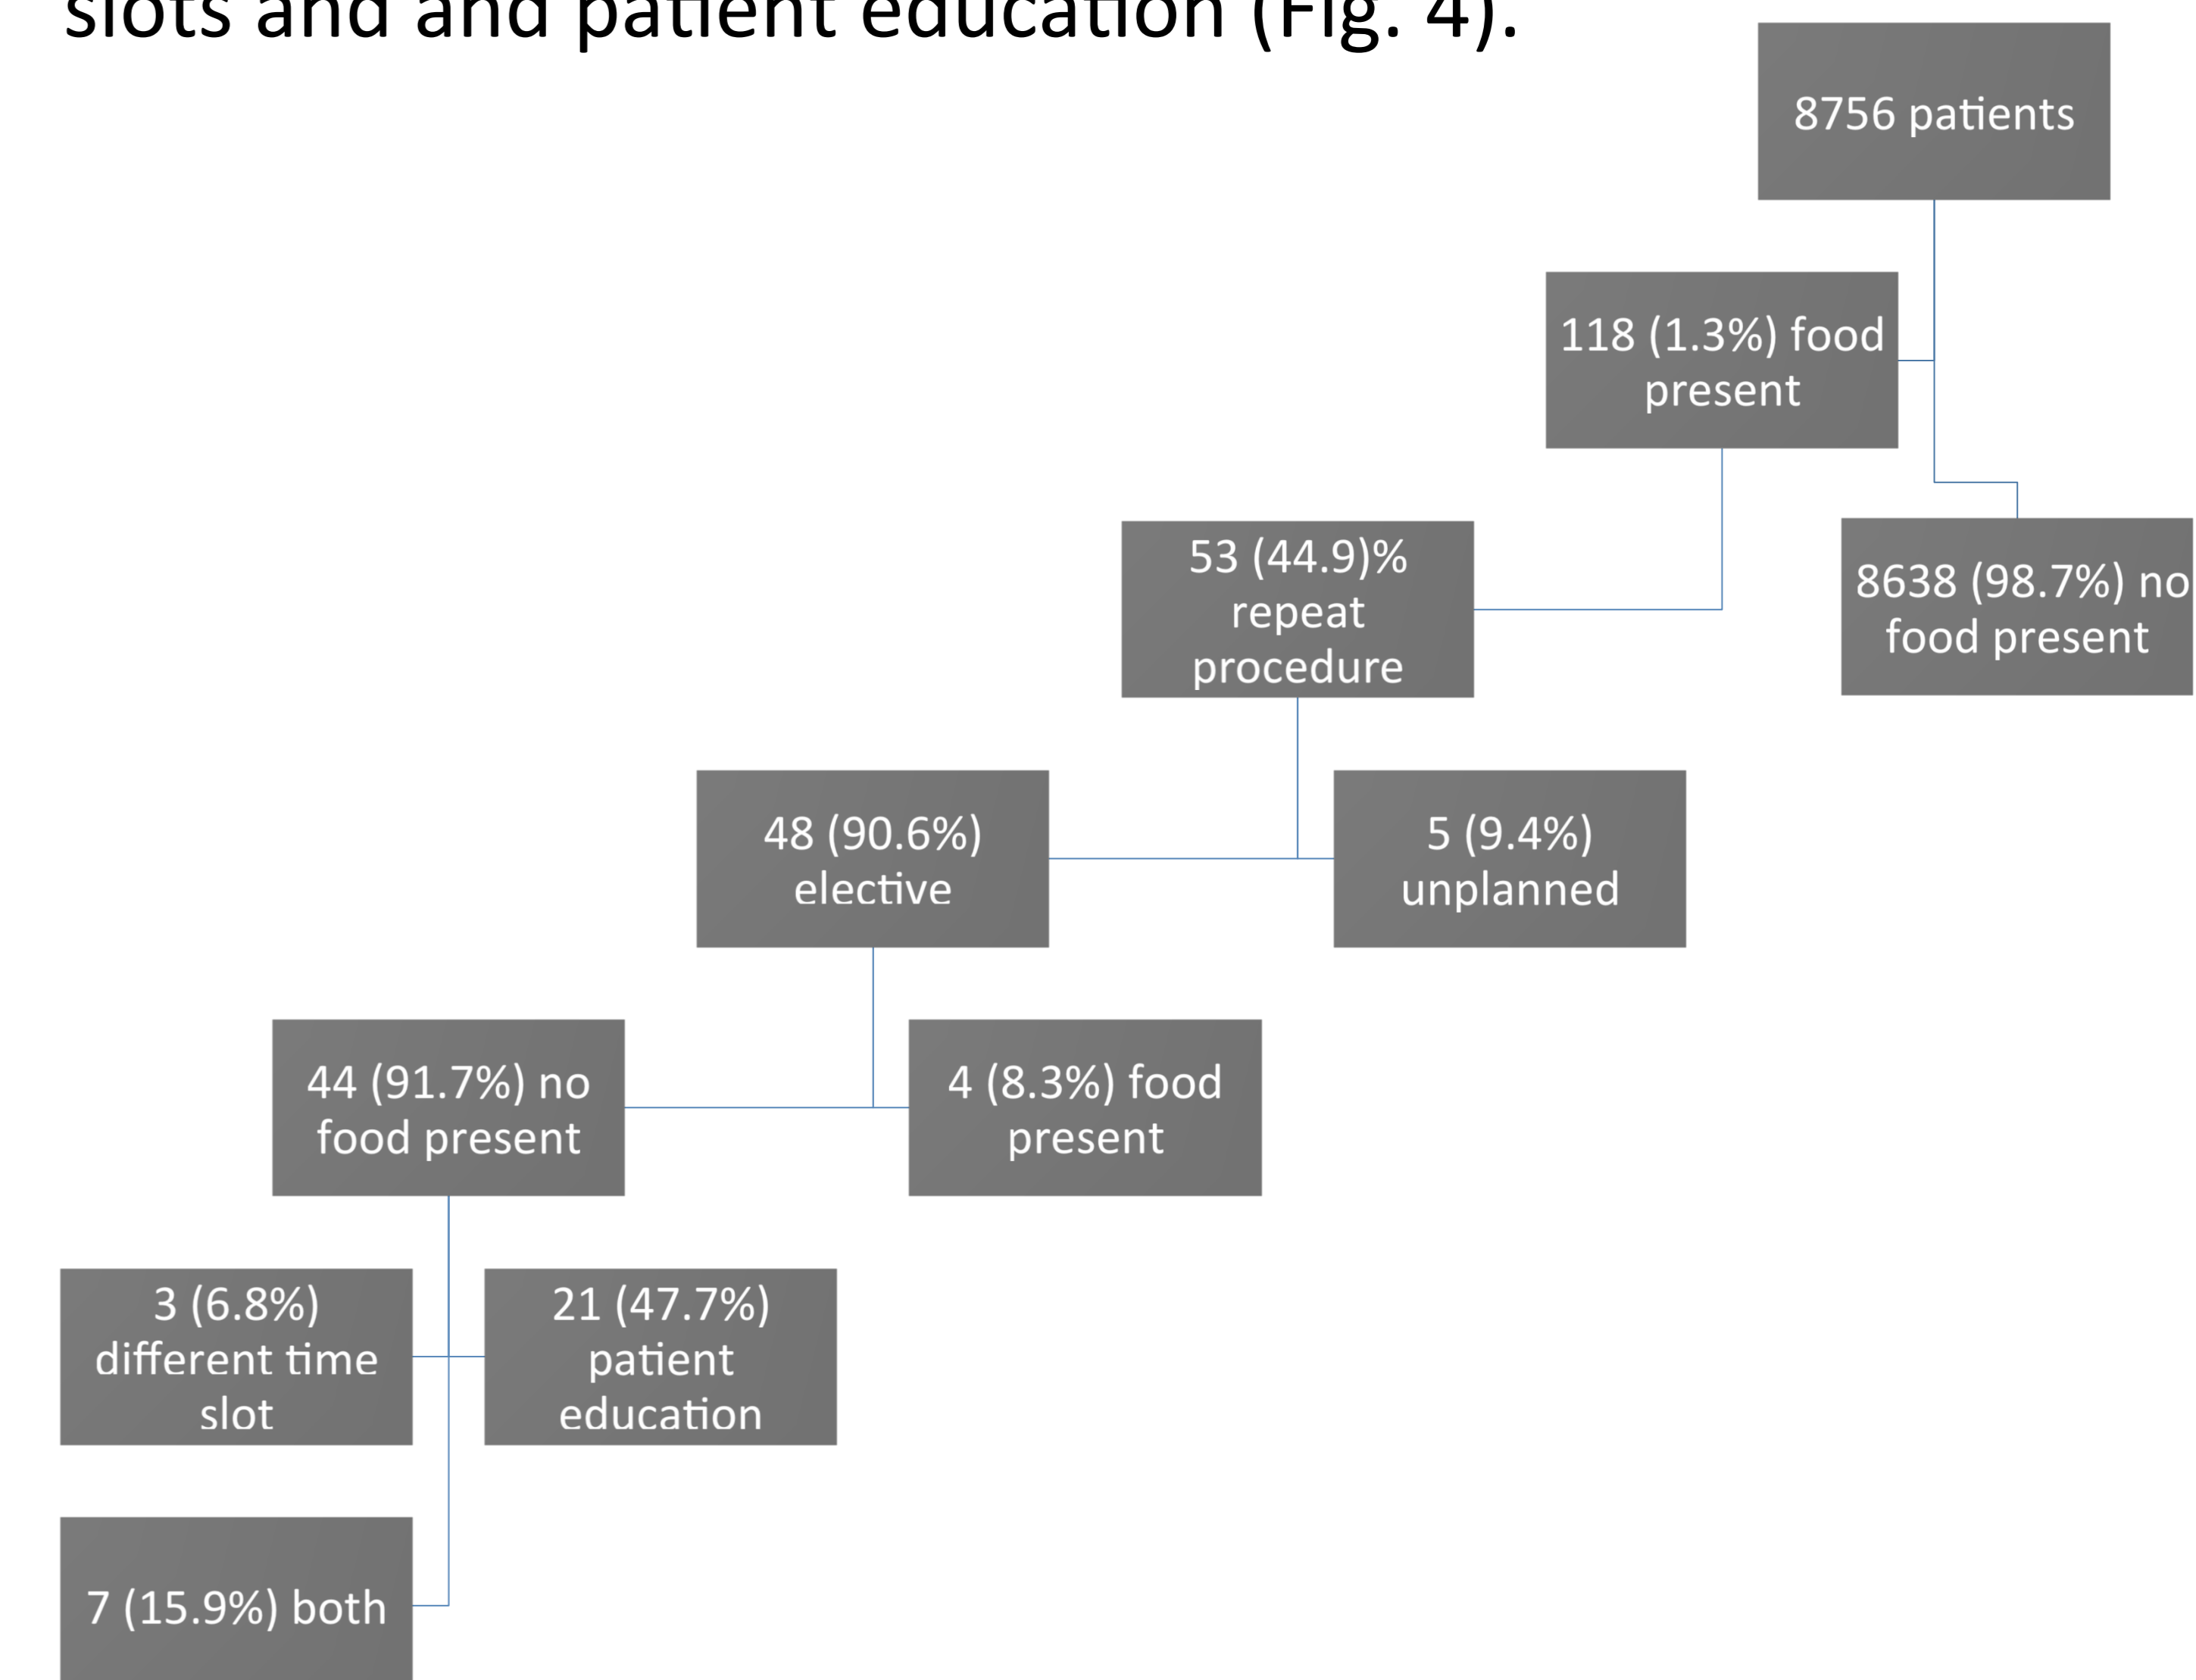 slots and and patient education (Fig. 4).
8756 patients
118 (1.3%) food
present
53 (44.9)%
repeat
procedure
8638 (98.7%) no
food present
48 (90.6%)
elective
5 (9.4%)
unplanned
44 (91.7%) no
food present
4 (8.3%) food
present
3 (6.8%)
different time
slot
21 (47.7%)
patient
education
7 (15.9%) both